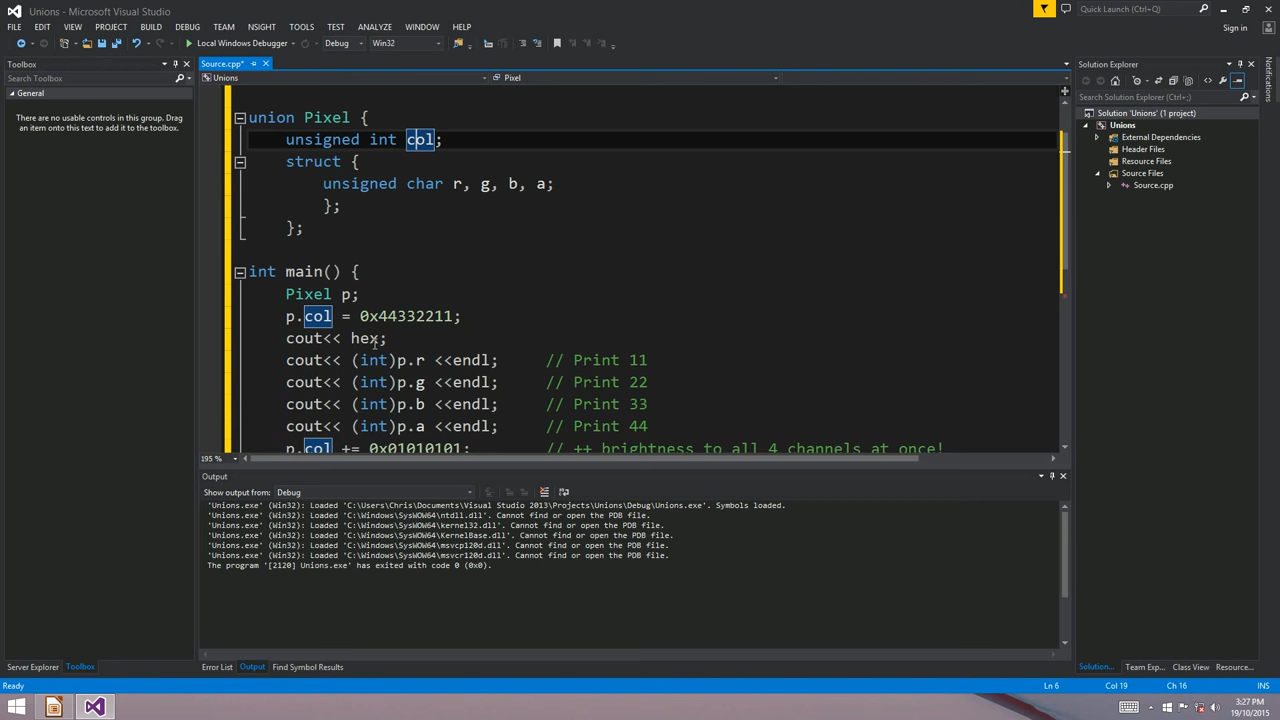 Unions - Microsoft Visual Studio
Quick Launch (Ctrl+Q)
FILE EDIT VIEW PROJECT BUILD DEBUG TEAM NSIGHT TOOLS TEST ANALYZE WINDOW HELP
Sign in
Local Windows Debugger Debug Win32
Toolbox
Search Toolbox
General
There are no usable controls in this group. Drag
an item onto this text to add it to the toolbox.
Source.cpp*
Unions
Pixel
union Pixel {
unsigned int col;
struct {
unsigned char r, g, b, a;
};
};
int main() {
Pixel p;
p.col = 0x44332211;
cout<< hex;
cout<< (int)p.r <<endl; // Print 11
cout<< (int)p.g <<endl; // Print 22
cout<< (int)p.b <<endl; // Print 33
cout<< (int)p.a <<endl; // Print 44
p.col += 0x01010101; // ++ brightness to all 4 channels at once!
195 %
Output
Show output from: Debug
'Unions.exe' (Win32): Loaded 'C:\Users\Chris\Documents\Visual Studio 2013\Projects\Unions\Debug\Unions.exe'. Symbols loaded.
'Unions.exe' (Win32): Loaded 'C:\Windows\SysWOW64\ntdll.dll'. Cannot find or open the PDB file.
'Unions.exe' (Win32): Loaded 'C:\Windows\SysWOW64\kernel32.dll'. Cannot find or open the PDB file.
'Unions.exe' (Win32): Loaded 'C:\Windows\SysWOW64\KernelBase.dll'. Cannot find or open the PDB file.
'Unions.exe' (Win32): Loaded 'C:\Windows\SysWOW64\msvcp120d.dll'. Cannot find or open the PDB file.
'Unions.exe' (Win32): Loaded 'C:\Windows\SysWOW64\msvcr120d.dll'. Cannot find or open the PDB file.
The program '[2120] Unions.exe' has exited with code 0 (0x0).
Solution Explorer
Search Solution Explorer (Ctrl+;)
Solution 'Unions' (1 project)
Unions
External Dependencies
Header Files
Resource Files
Source Files
Source.cpp
Notifications
Server Explorer Toolbox
Error List Output Find Symbol Results
Solution... Team Exp... Class View Resource...
Ready
Ln 6 Col 19 Ch 16 INS
3:27 PM
19/10/2015